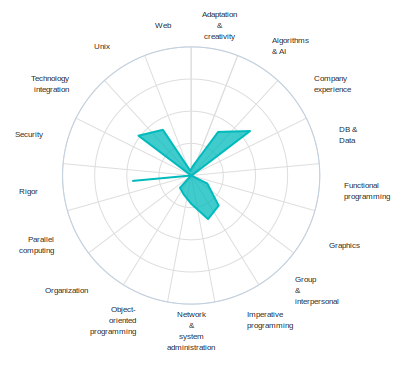 Adaptation
&
creativity
Algorithms
& AI
Company
experience
DB &
Data
Functional
programming
Graphics
Group
&
interpersonal
Imperative
programming
Network
&
system
administration
Object-
oriented
programming
Organization
Parallel
computing
Rigor
Security
Technology
integration
Unix
Web